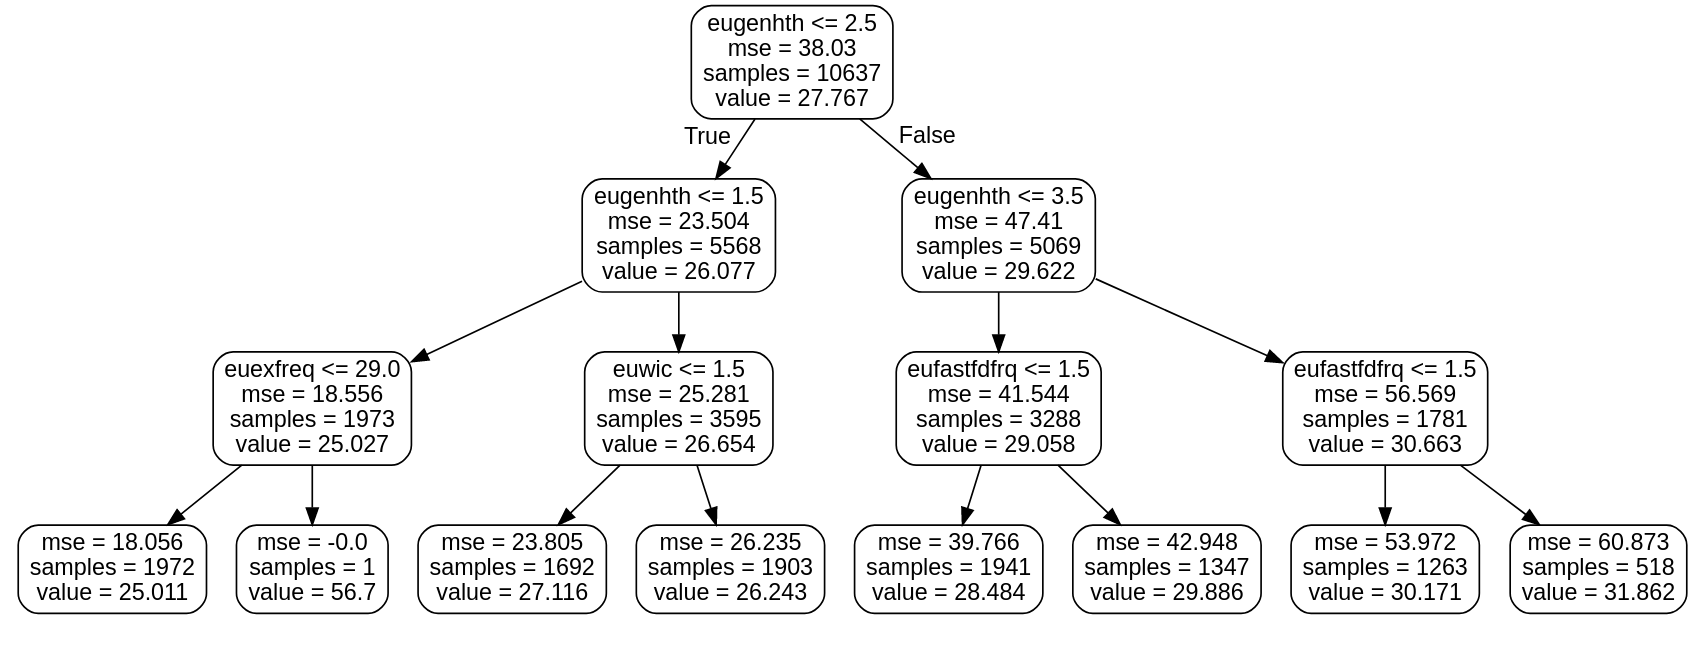 eugenhth <= 2.5
mse = 38.03
samples = 10637
value = 27.767
True
False
eugenhth <= 1.5
mse = 23.504
samples = 5568
value = 26.077
eugenhth <= 3.5
mse = 47.41
samples = 5069
value = 29.622
euexfreq <= 29.0
mse = 18.556
samples = 1973
value = 25.027
euwic <= 1.5
mse = 25.281
samples = 3595
value = 26.654
eufastfdfrq <= 1.5
mse = 41.544
samples = 3288
value = 29.058
eufastfdfrq <= 1.5
mse = 56.569
samples = 1781
value = 30.663
mse = 18.056
samples = 1972
value = 25.011
mse = -0.0
samples = 1
value = 56.7
mse = 23.805
samples = 1692
value = 27.116
mse = 26.235
samples = 1903
value = 26.243
mse = 39.766
samples = 1941
value = 28.484
mse = 42.948
samples = 1347
value = 29.886
mse = 53.972
samples = 1263
value = 30.171
mse = 60.873
samples = 518
value = 31.862